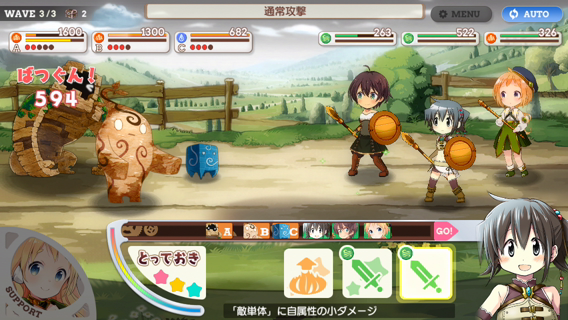 WAVE 3/3 2
通常攻撃
MENU
AUTO
1600
A
1300
B
682
C
263
522
326
ばつぐん!
594
A B C
GO!
とっておき
SUPPORT
「敵単体」に自属性の小ダメージ